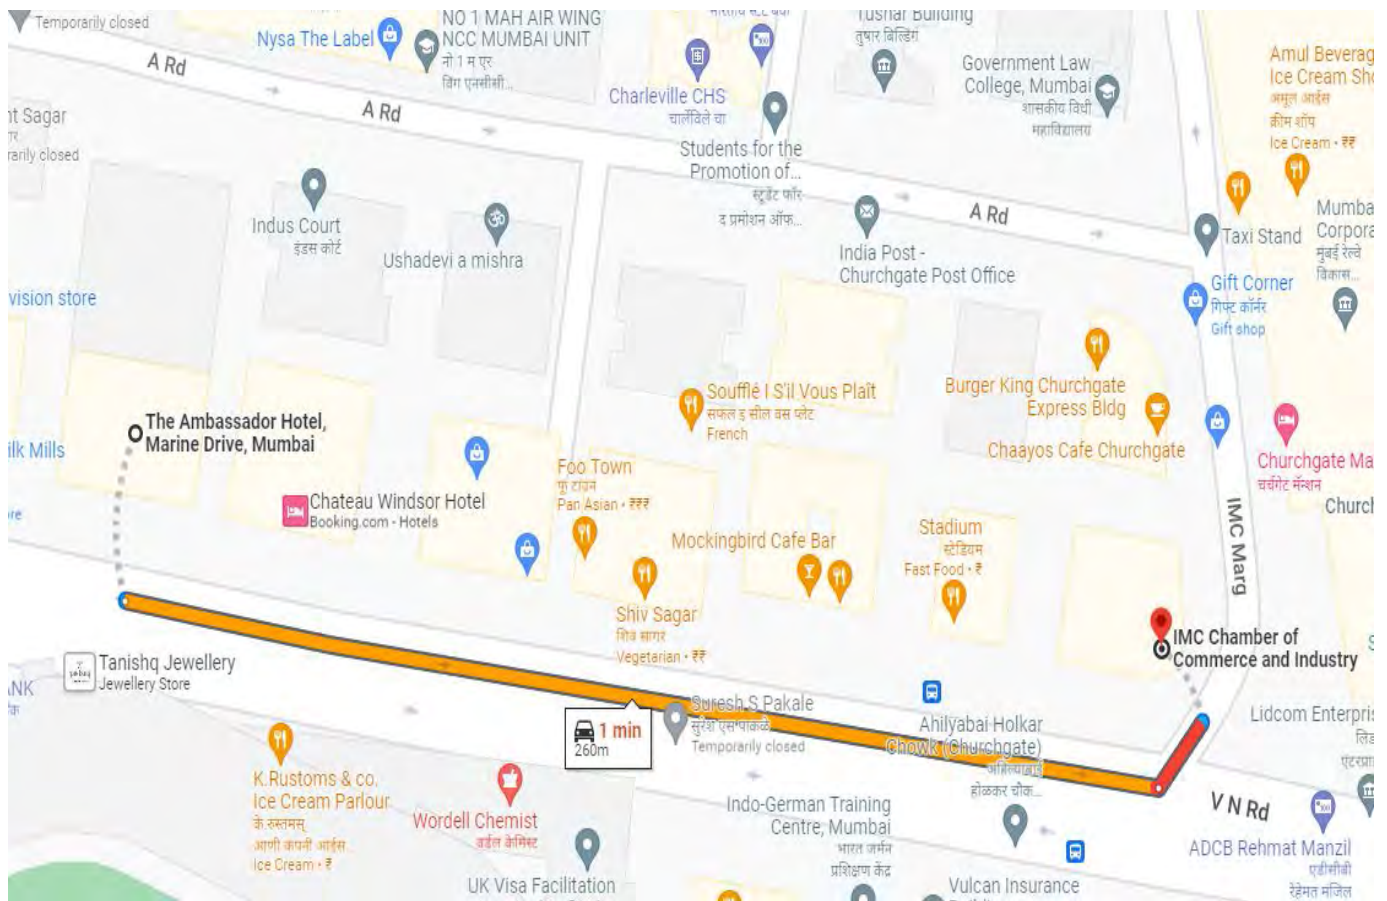 Temporarily closed
Nysa The Label
NO 1 MAH AIR WING
NCC MUMBAI UNIT
नो 1 म एर
विंग एनसीसी...
A Rd
A Rd
Charleville CHS
चार्लेविले चा
Tushar Building
तुषार बिल्डिंग
Government Law
College, Mumbai
शासकीय विधी
महाविद्यालय
Amul Beverag
Ice Cream Sho
अमूल आईस
क्रीम शॉप
Ice Cream · ₹₹
nt Sagar
rarily closed
Students for the
Promotion of...
स्टूडेंट फॉर
द प्रमोशन ऑफ...
Indus Court
इंडस कोर्ट
Ushadevi a mishra
A Rd
India Post -
Churchgate Post Office
Taxi Stand
Mumba
Corpora
मुंबई रेल्वे
विकास...
Gift Corner
गिफ्ट कॉर्नर
Gift shop
vision store
Burger King Churchgate
Express Bldg
Soufflé I S'il Vous Plaît
सफल इ सील वस प्लेट
French
The Ambassador Hotel,
Marine Drive, Mumbai
ilk Mills
Chaayos Cafe Churchgate
Churchgate Ma
चर्चगेट मॅन्शन
Church
Foo Town
फू टाउन
Pan Asian · ₹₹₹
Chateau Windsor Hotel
Booking.com · Hotels
IMC Marg
Mockingbird Cafe Bar
Stadium
स्टेडियम
Fast Food · ₹
Shiv Sagar
शिव सागर
Vegetarian · ₹₹
IMC Chamber of
Commerce and Industry
Tanishq Jewellery
Jewellery Store
ANK
Suresh S Pakale
सुरेश एस पाकळे
Temporarily closed
1 min
260m
Ahilyabai Holkar
Chowk (Churchgate)
अहिल्याबाई
होळकर चौक...
Lidcom Enterpris
लिड
एंटरप्रा
K.Rustoms & co.
Ice Cream Parlour
के रुस्तमस्
आणी कंपनी आईस..
Ice Cream · ₹
Wordell Chemist
वर्डेल केमिस्ट
Indo-German Training
Centre, Mumbai
भारत जर्मन
प्रशिक्षण केंद्र
V N Rd
ADCB Rehmat Manzil
एडीसीबी
रेहेमत मंजिल
UK Visa Facilitation
Vulcan Insurance